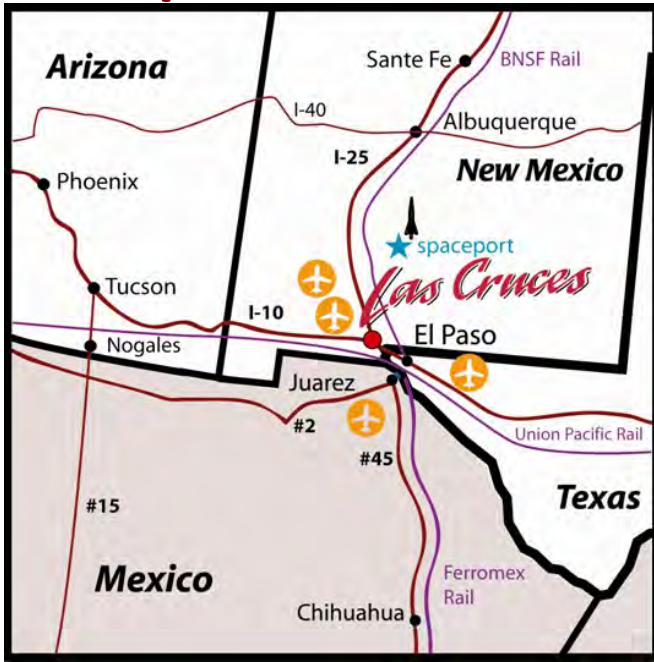 Arizona
Sante Fe
BNSF Rail
I-40
Albuquerque
I-25
New Mexico
Phoenix
spaceport
Las Cruces
Tucson
I-10
El Paso
Nogales
Juarez
#2
Union Pacific Rail
#45
Texas
#15
Mexico
Ferromex
Rail
Chihuahua